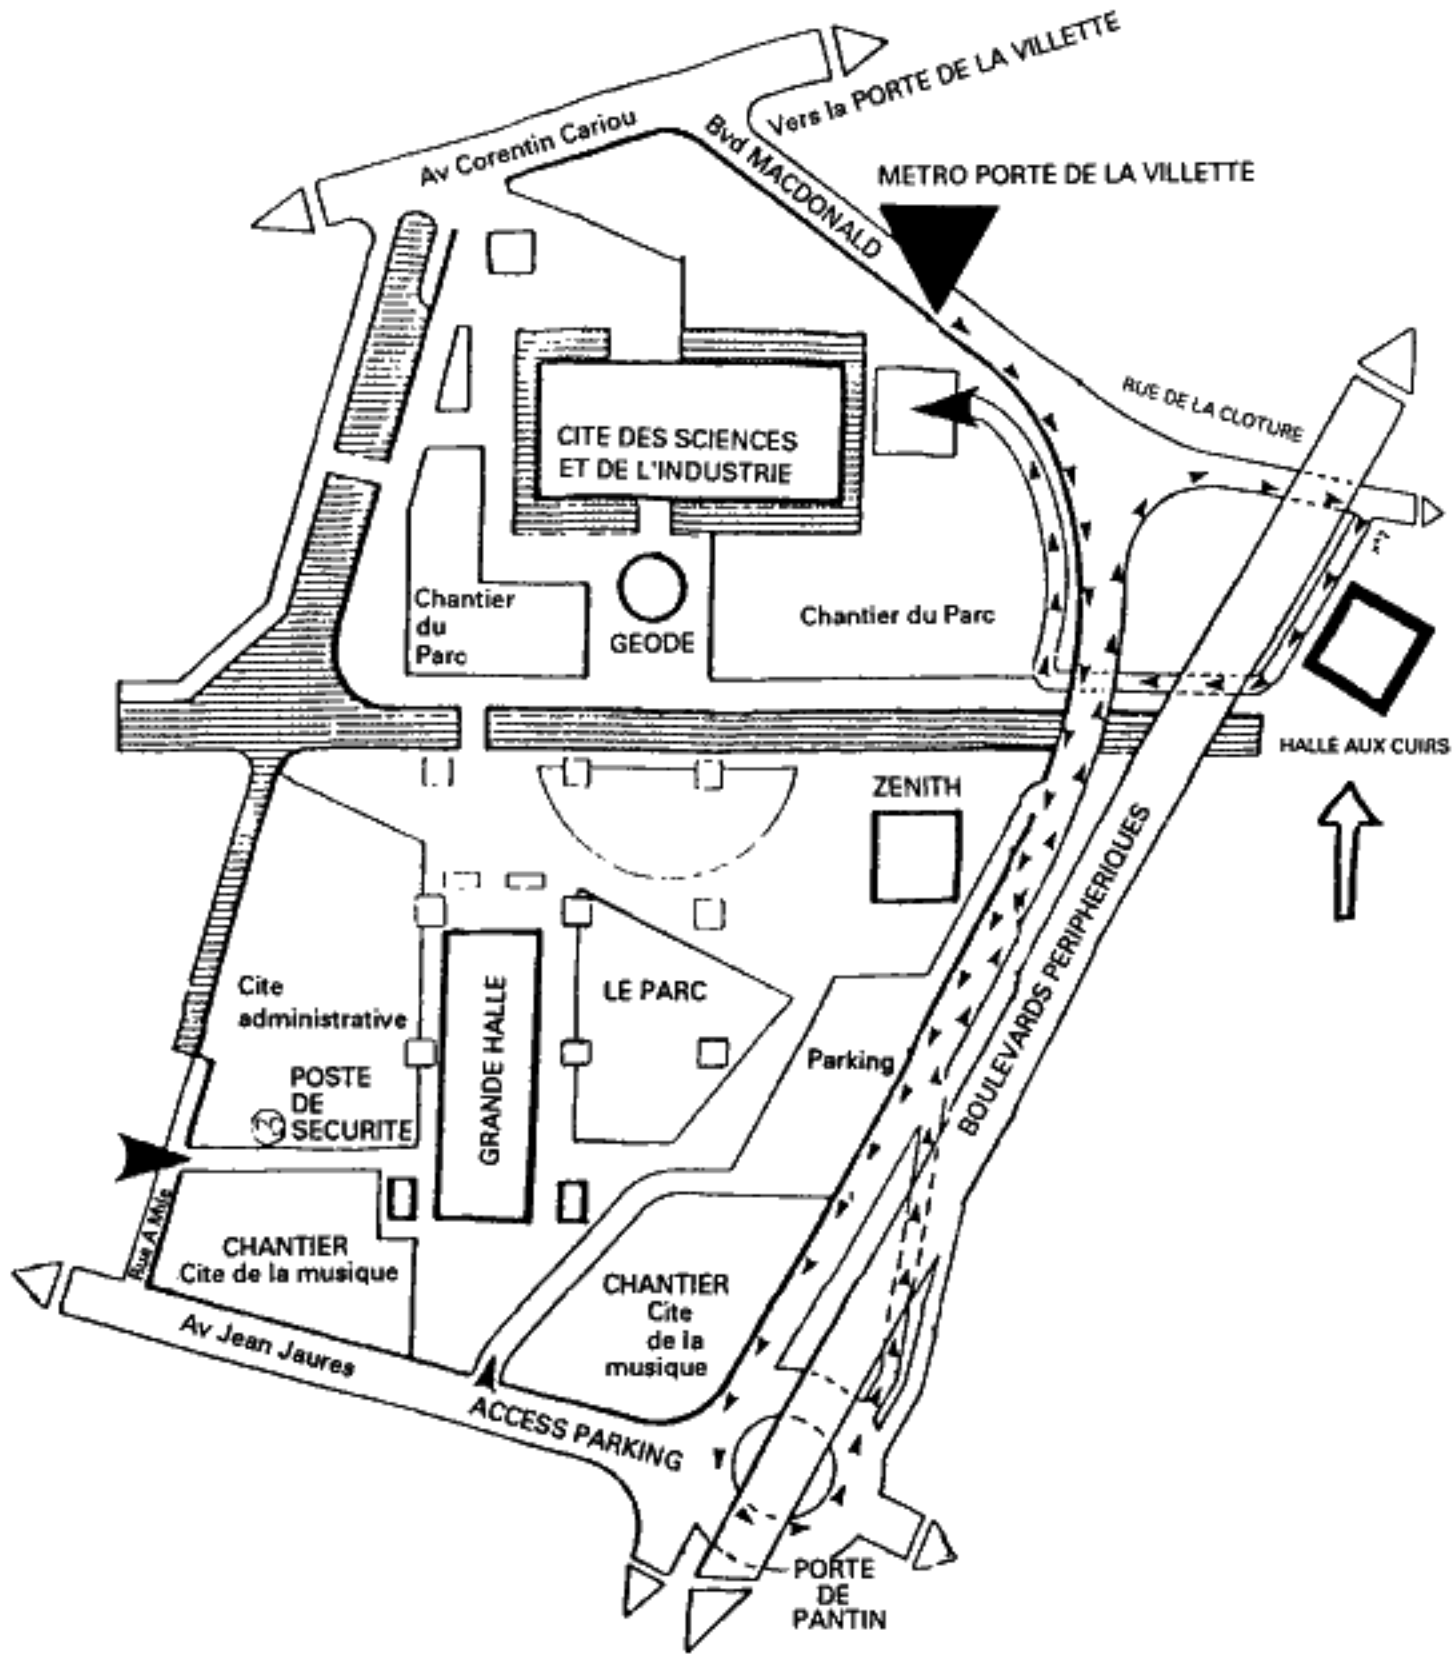 Vers la PORTE DE LA VILLETTE
Av Corentin Cariou
Bvd MACDONALD
METRO PORTE DE LA VILLETTE
RUE DE LA CLOTURE
CITE DES SCIENCES
ET DE L'INDUSTRIE
Chantier
du
Parc
GEODE
Chantier du Parc
HALLE AUX CUIRS
ZENITH
BOULEVARDS PERIPHERIQUES
Cite
administrative
GRANDE HALLE
LE PARC
Parking
POSTE
DE
SECURITE
Rue A Mile
CHANTIER
Cite de la musique
CHANTIER
Cite
de la
musique
Av Jean Jaures
ACCESS PARKING
PORTE
DE
PANTIN